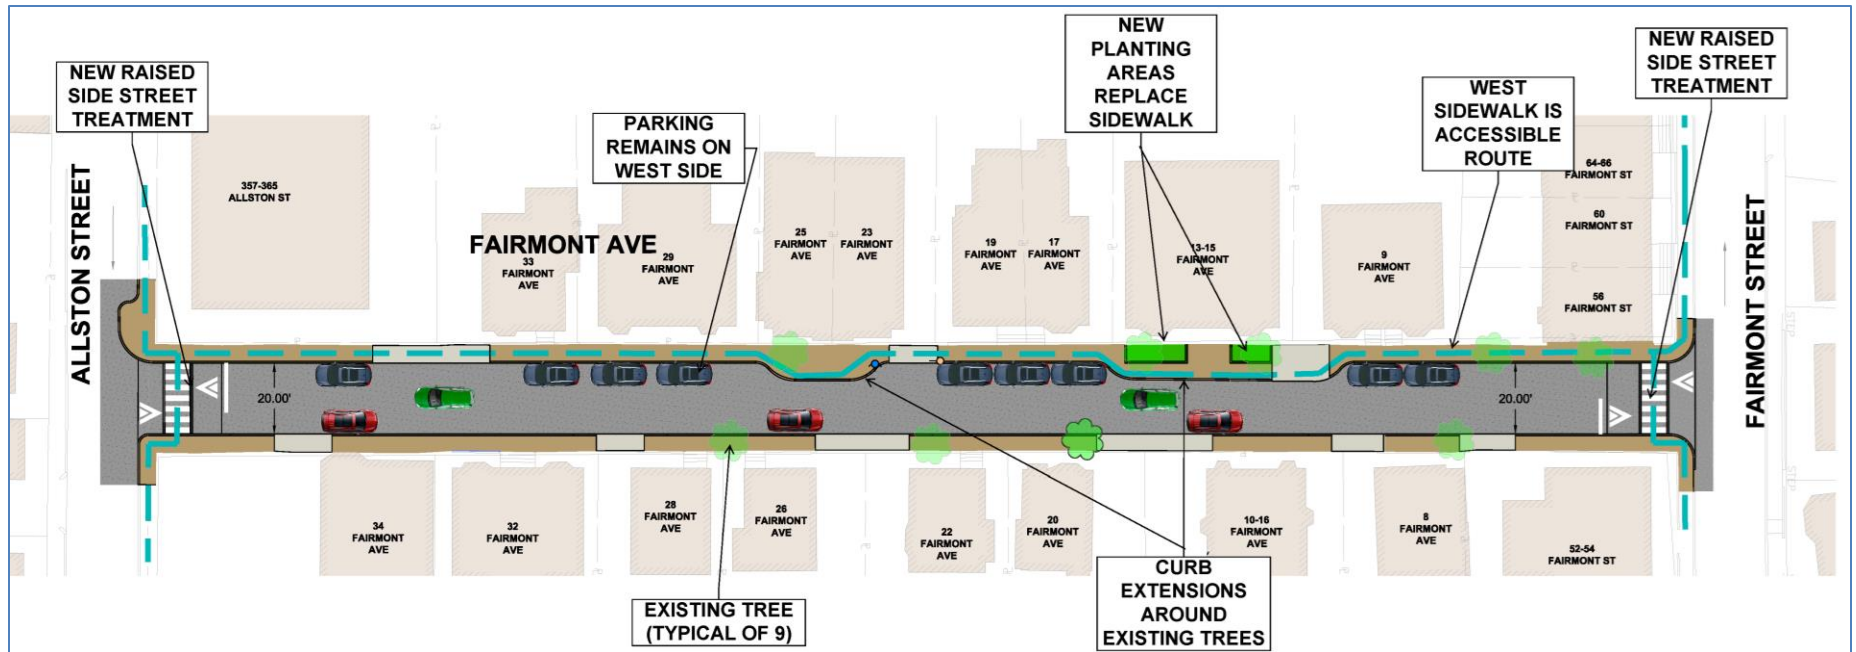 NEW RAISED
SIDE STREET
TREATMENT
PARKING
REMAINS ON
WEST SIDE
NEW
PLANTING
AREAS
REPLACE
SIDEWALK
WEST
SIDEWALK IS
ACCESSIBLE
ROUTE
NEW RAISED
SIDE STREET
TREATMENT
ALLSTON STREET
357-365
ALLSTON ST
FAIRMONT AVE
33
FAIRMONT
AVE
29
FAIRMONT
AVE
25
FAIRMONT
AVE
23
FAIRMONT
AVE
19
FAIRMONT
AVE
17
FAIRMONT
AVE
13-15
FAIRMONT
AVE
9
FAIRMONT
AVE
64-66
FAIRMONT ST
60
FAIRMONT ST
56
FAIRMONT ST
FAIRMONT STREET
STEP
20.00'
20.00'
34
FAIRMONT
AVE
32
FAIRMONT
AVE
28
FAIRMONT
AVE
26
FAIRMONT
AVE
22
FAIRMONT
AVE
20
FAIRMONT
AVE
10-16
FAIRMONT
AVE
8
FAIRMONT
AVE
52-54
FAIRMONT ST
STEP
EXISTING TREE
(TYPICAL OF 9)
CURB
EXTENSIONS
AROUND
EXISTING TREES